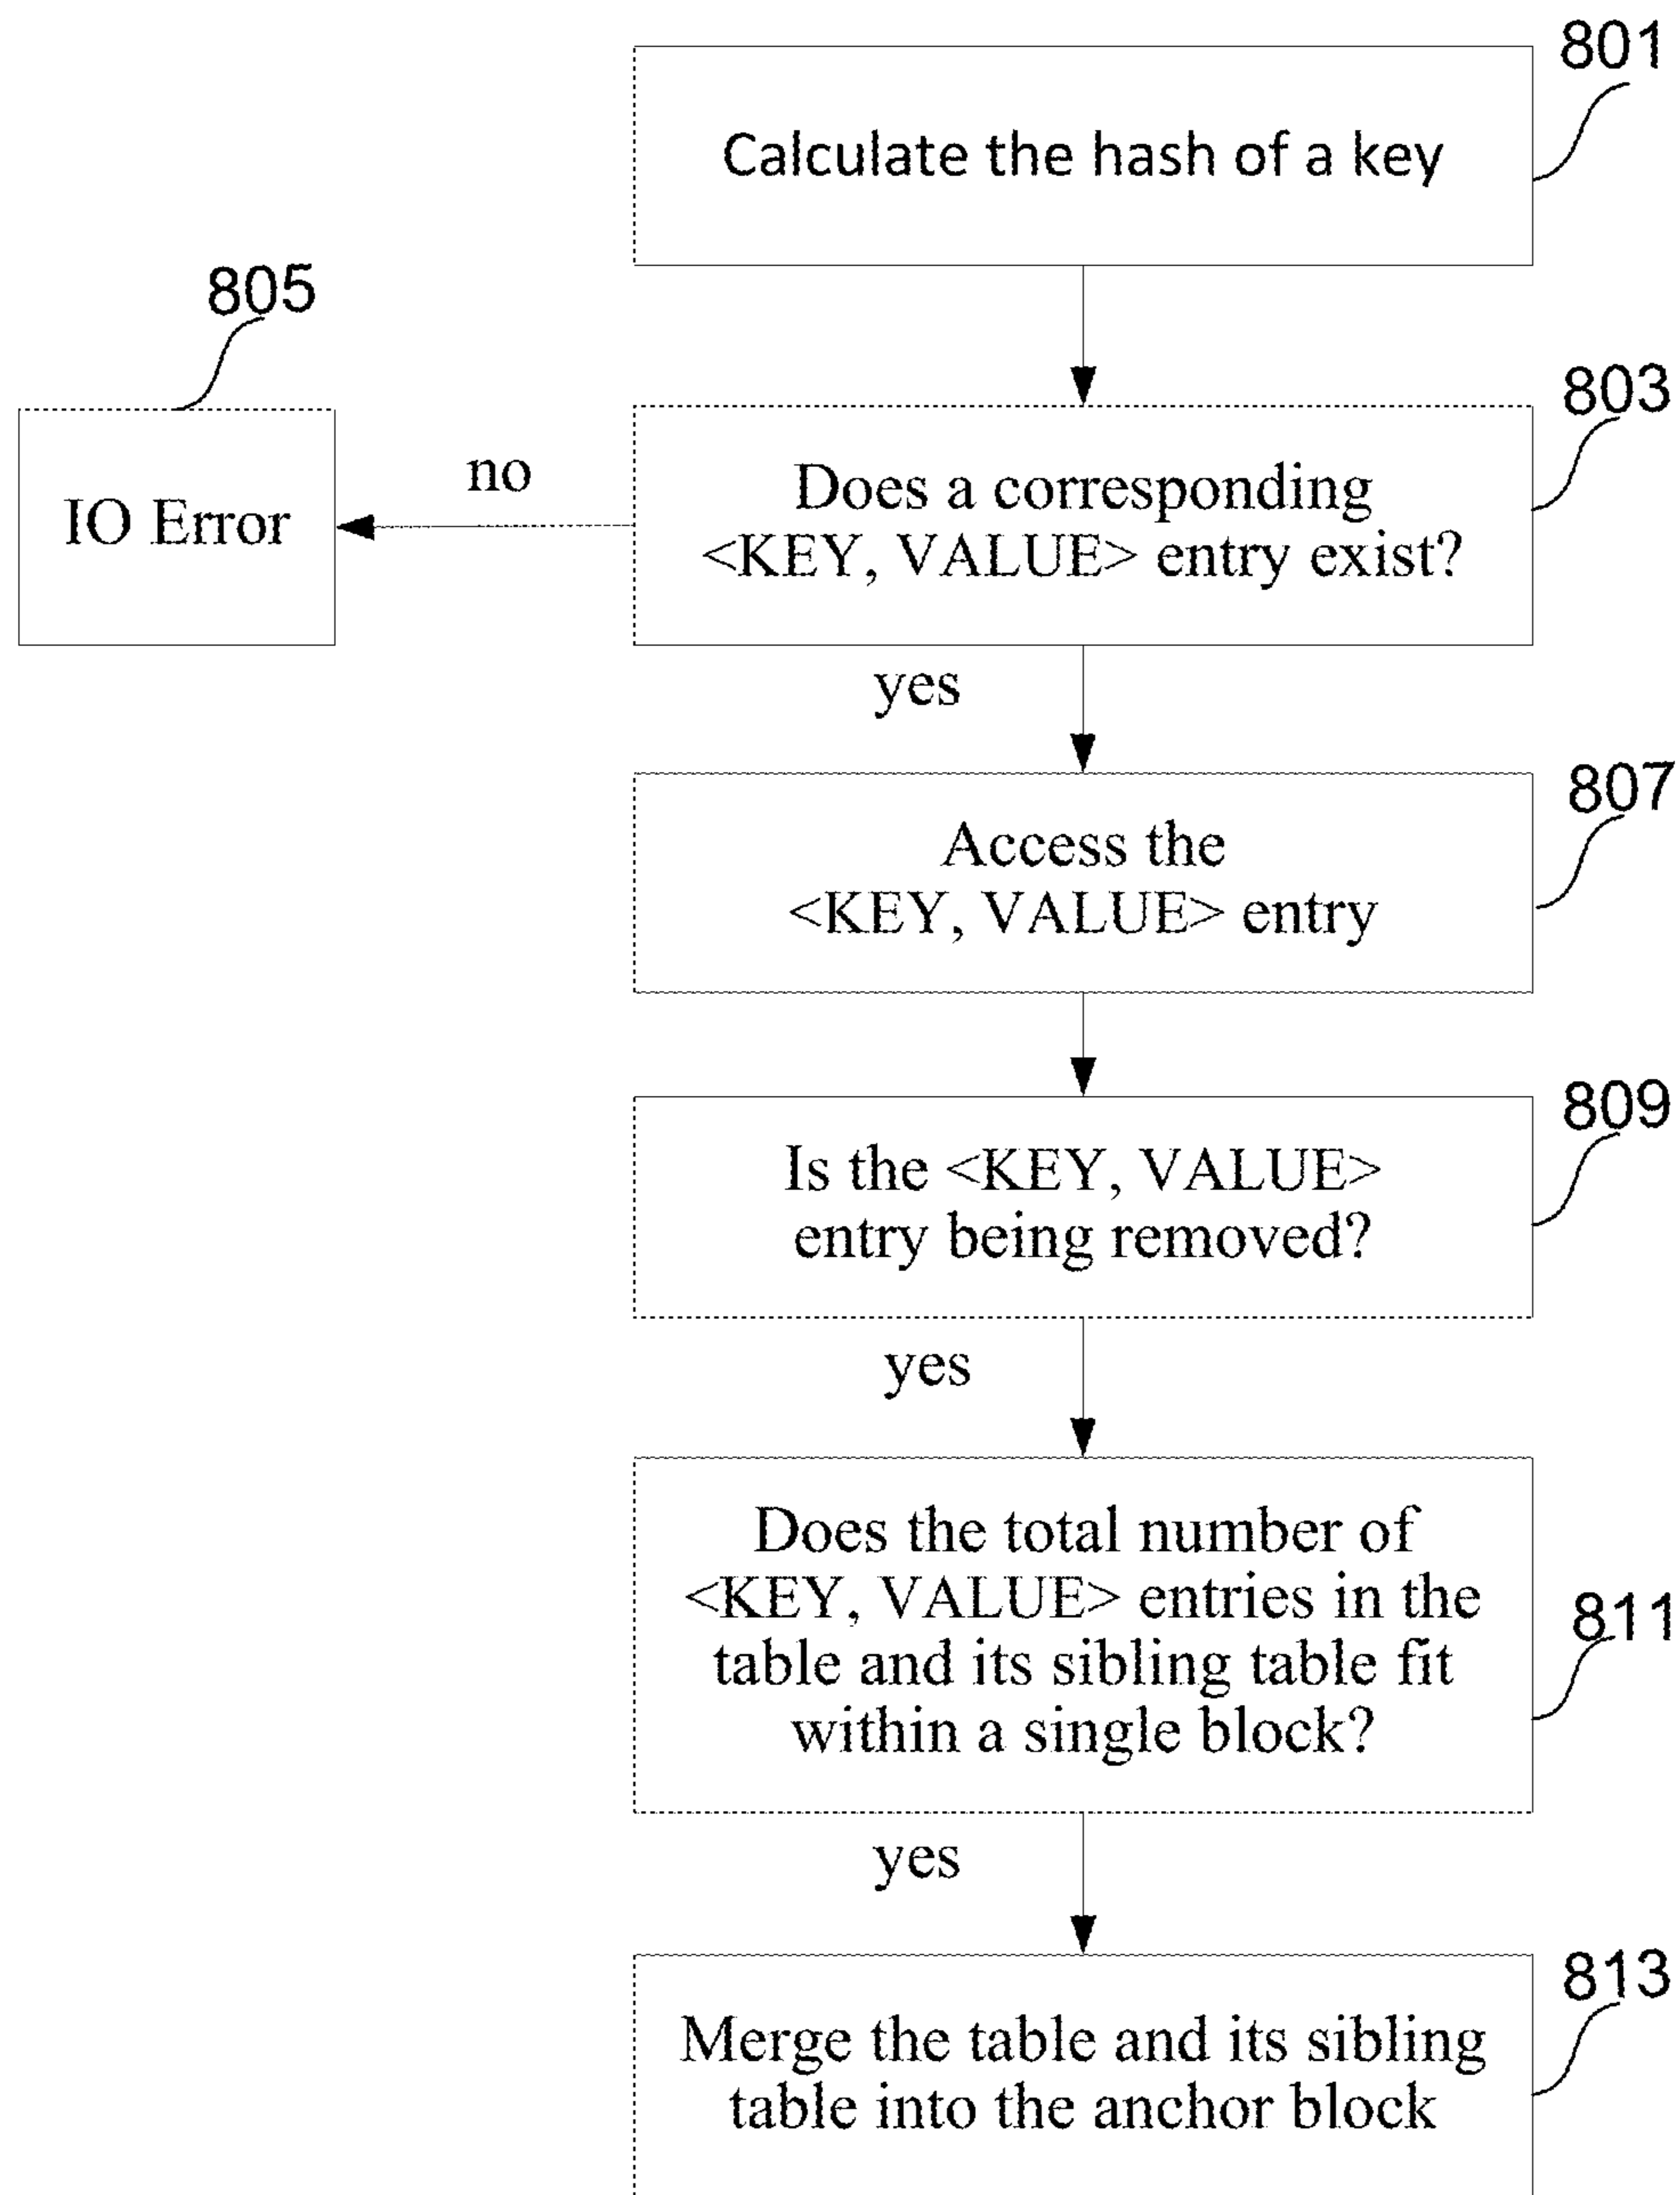 801
Calculate the hash of a key
805
803
IO Error
no
Does a corresponding
<KEY, VALUE> entry exist?
yes
807
Access the
<KEY, VALUE> entry
809
Is the <KEY, VALUE>
entry being removed?
yes
Does the total number of
<KEY, VALUE> entries in the
table and its sibling table fit
within a single block?
811
yes
813
Merge the table and its sibling
table into the anchor block